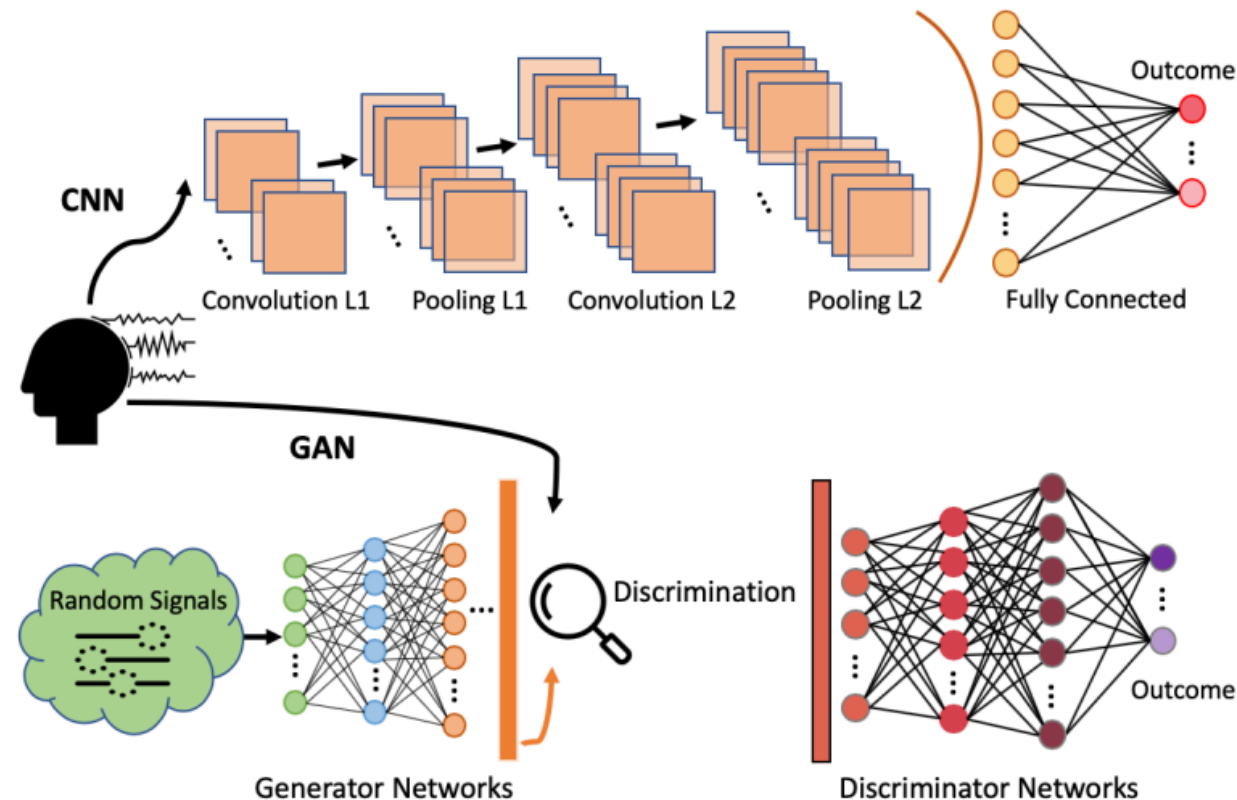 Outcome
CNN
Convolution L1
Pooling L1
Convolution L2
Pooling L2
Fully Connected
GAN
Random Signals
Discrimination
Outcome
Generator Networks
Discriminator Networks